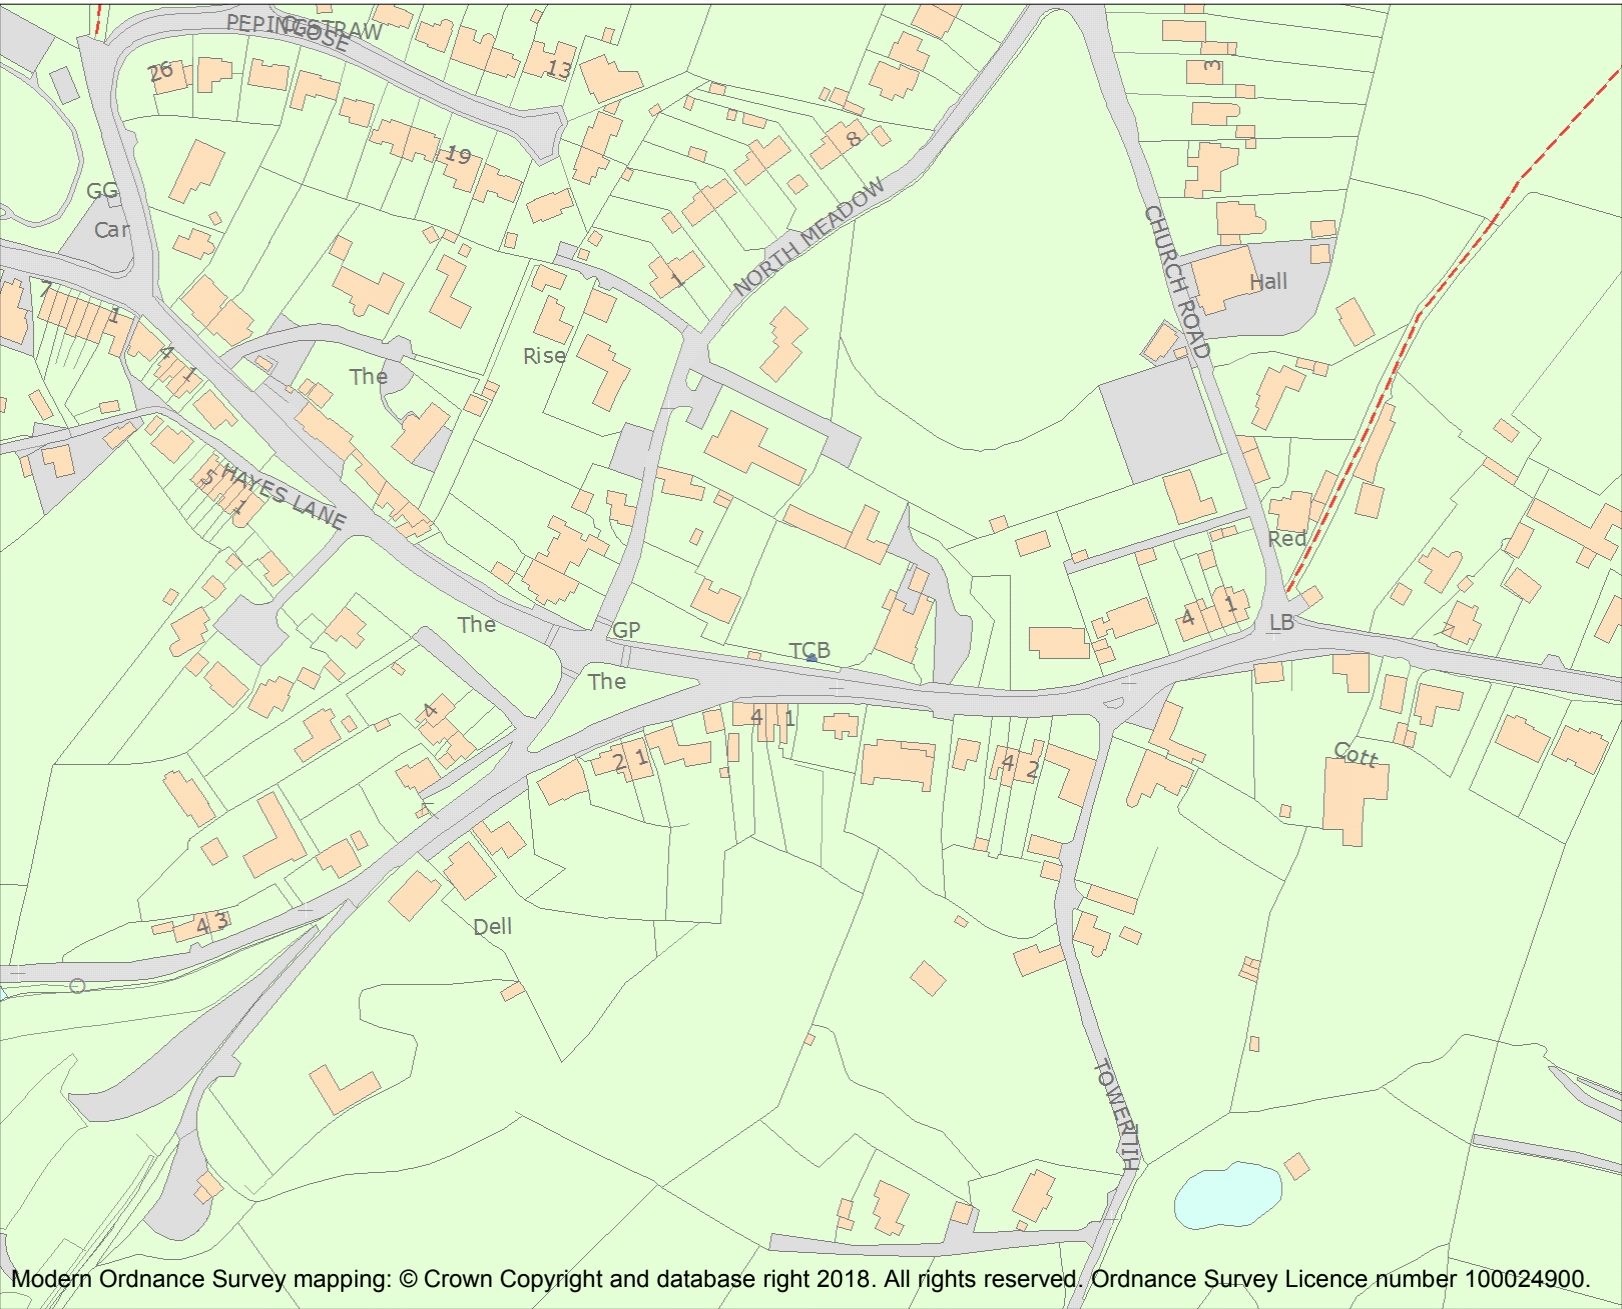 PEPINGSTRAW
CLOSE
26
13
3
8
19
GG
Car
NORTH MEADOW
CHURCH ROAD
1
Hall
7
1
4
1
Rise
The
5
1
HAYES LANE
Red
4
1
LB
The
GP
TCB
The
4
4
1
2
1
4
2
Cott
4
3
Dell
TOWER HILL
Modern Ordnance Survey mapping: © Crown Copyright and database right 2018. All rights reserved. Ordnance Survey Licence number 100024900.